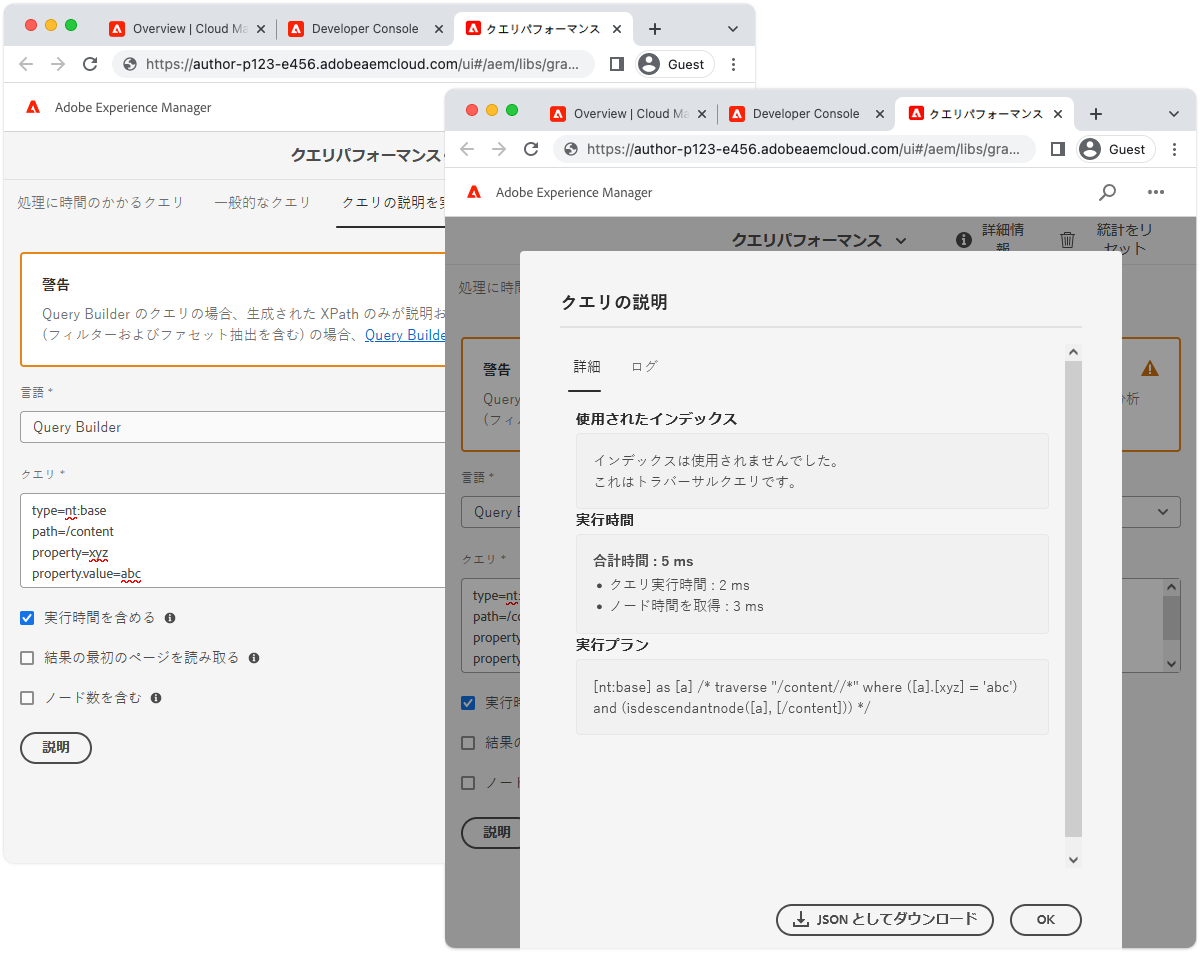 Overview | Cloud Ma
Developer Console
クエリパフォーマンス
https://author-p123-e456.adobeaemcloud.com/ui#/aem/libs/gra...
Guest
Adobe Experience Manager
クエリパフォーマンス
処理に時間のかかるクエリ
一般的なクエリ
クエリの説明を実
警告
Query Builder のクエリの場合、生成された XPath のみが説明お
(フィルターおよびファセット抽出を含む) の場合、Query Builde
言語 *
Query Builder
クエリ *
type=nt:base
path=/content
property=xyz
property.value=abc
実行時間を含める
結果の最初のページを読み取る
ノード数を含む
説明
Overview | Cloud Ma
Developer Console
クエリパフォーマンス
https://author-p123-e456.adobeaemcloud.com/ui#/aem/libs/gra...
Guest
Adobe Experience Manager
クエリパフォーマンス
詳細情
報
統計をリ
セット
処理に時間
警告
Query
分析
(フィル
言語 *
Query B
クエリ *
type=nt:
path=/co
property
property
実行時
結果の
ノード
説明
クエリの説明
詳細
ログ
使用されたインデックス
インデックスは使用されませんでした。
これはトラバーサルクエリです。
実行時間
合計時間 : 5 ms
• クエリ実行時間 : 2 ms
• ノード時間を取得 : 3 ms
実行プラン
[nt:base] as [a] /* traverse "/content//*" where ([a].[xyz] = 'abc')
and (isdescendantnode([a], [/content])) */
JSON としてダウンロード
OK